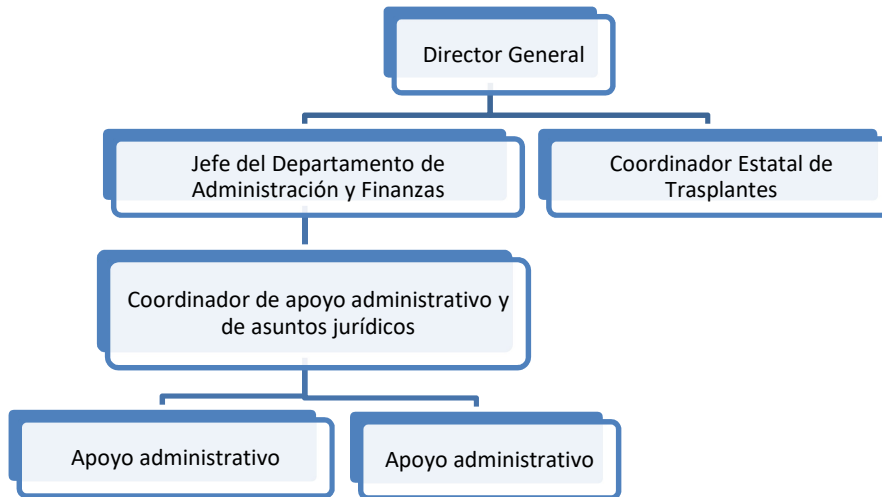 Director General
Jefe del Departamento de
Administración y Finanzas
Coordinador Estatal de
Trasplantes
Coordinador de apoyo administrativo y
de asuntos jurídicos
Apoyo administrativo
Apoyo administrativo